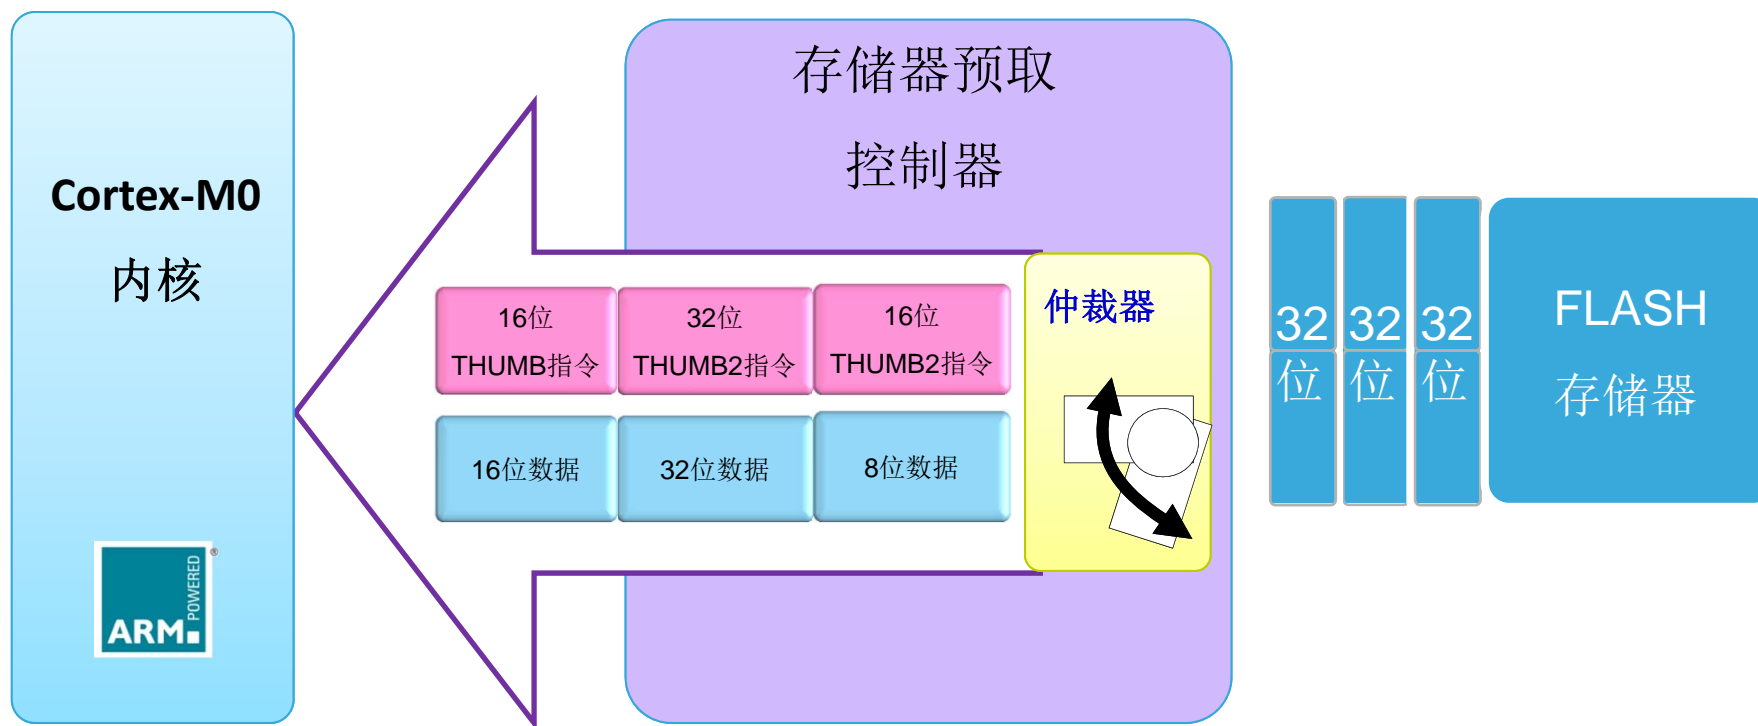 Cortex-M0
内核
ARM
POWERED
®
存储器预取
控制器
16位
THUMB指令
32位
THUMB2指令
16位
THUMB2指令
16位数据
32位数据
8位数据
仲裁器
32
位
32
位
32
位
FLASH
存储器